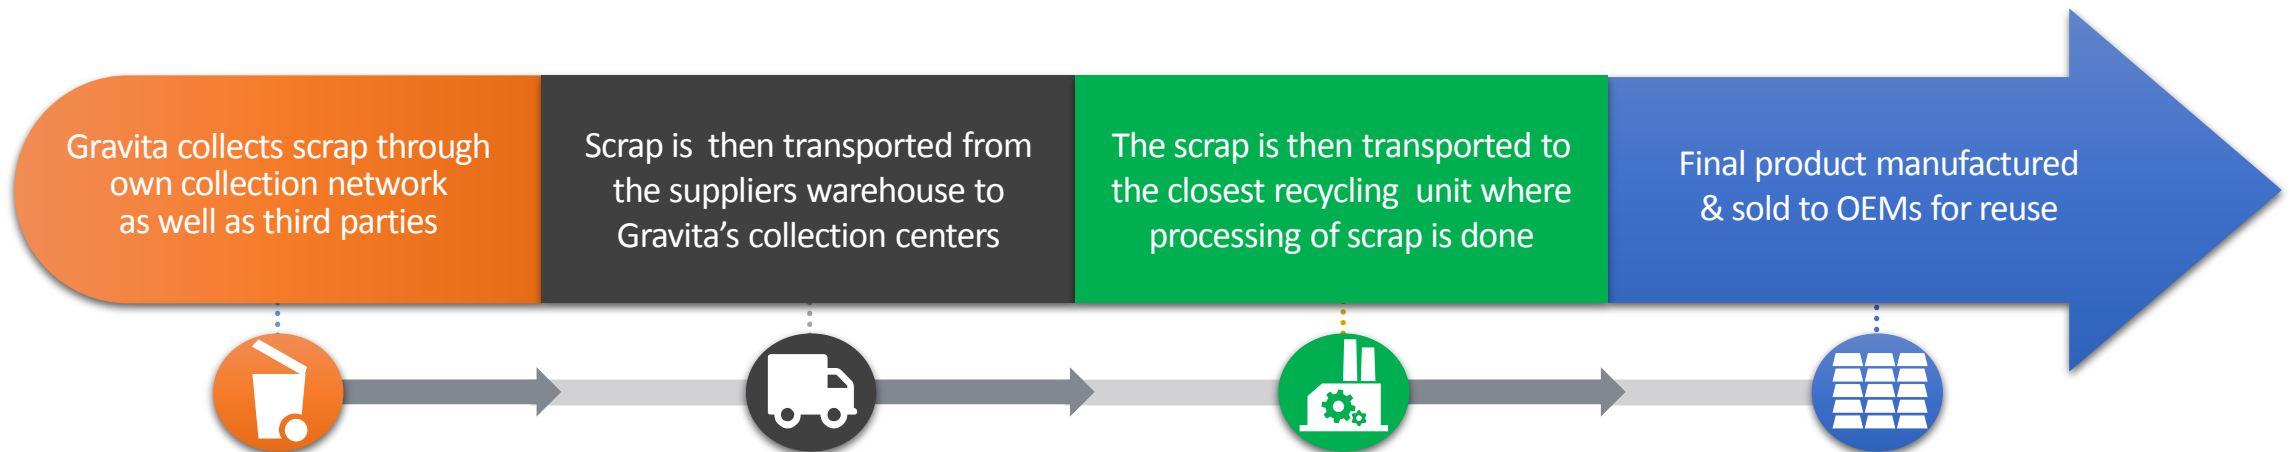 Gravita collects scrap through
own collection network
as well as third parties
Scrap is  then transported from
the suppliers warehouse to
Gravita’s collection centers
The scrap is then transported to
the closest recycling  unit where
processing of scrap is done
Final product manufactured
& sold to OEMs for reuse